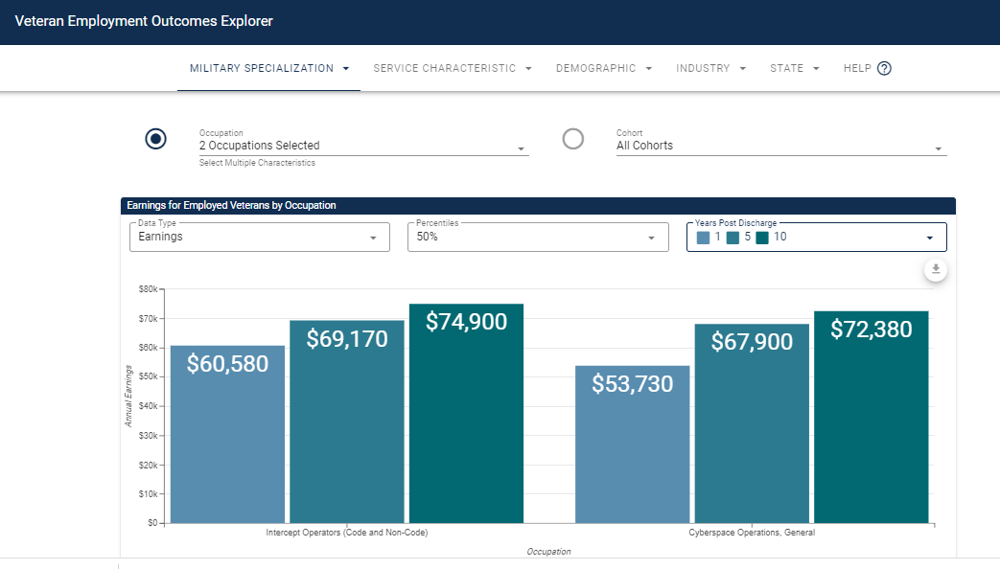 Veteran Employment Outcomes Explorer
MILITARY SPECIALIZATION SERVICE CHARACTERISTIC DEMOGRAPHIC INDUSTRY STATE HELP ?
Occupation
2 Occupations Selected
Select Multiple Characteristics
Cohort
All Cohorts
Earnings for Employed Veterans by Occupation
Data Type
Earnings
Percentiles
50%
Years Post Discharge
1 5 10
$80k
$70k
$60k
$50k
$40k
$30k
$20k
$10k
$0
Annual Earnings
$60,580
$69,170
$74,900
$53,730
$67,900
$72,380
Intercept Operators (Code and Non-Code)
Cyberspace Operations, General
Occupation